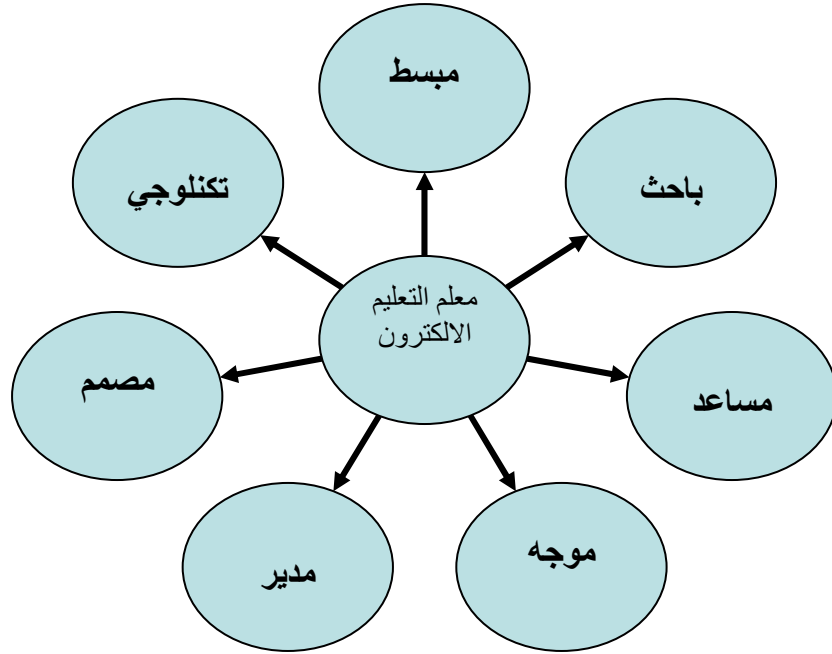 مبسط
باحث
تكنلوجي
معلم التعليم
الالكترون
مساعد
مصمم
موجه
مدير